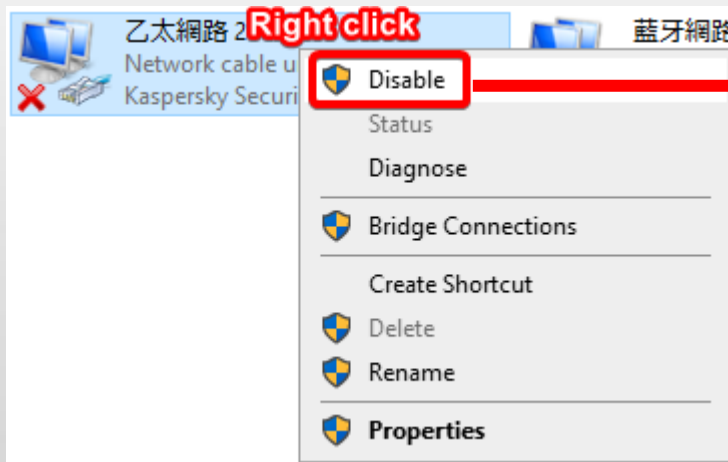 乙太網路 2
Right click
藍牙網路
Network cable u
Kaspersky Securi
Disable
Status
Diagnose
Bridge Connections
Create Shortcut
Delete
Rename
Properties